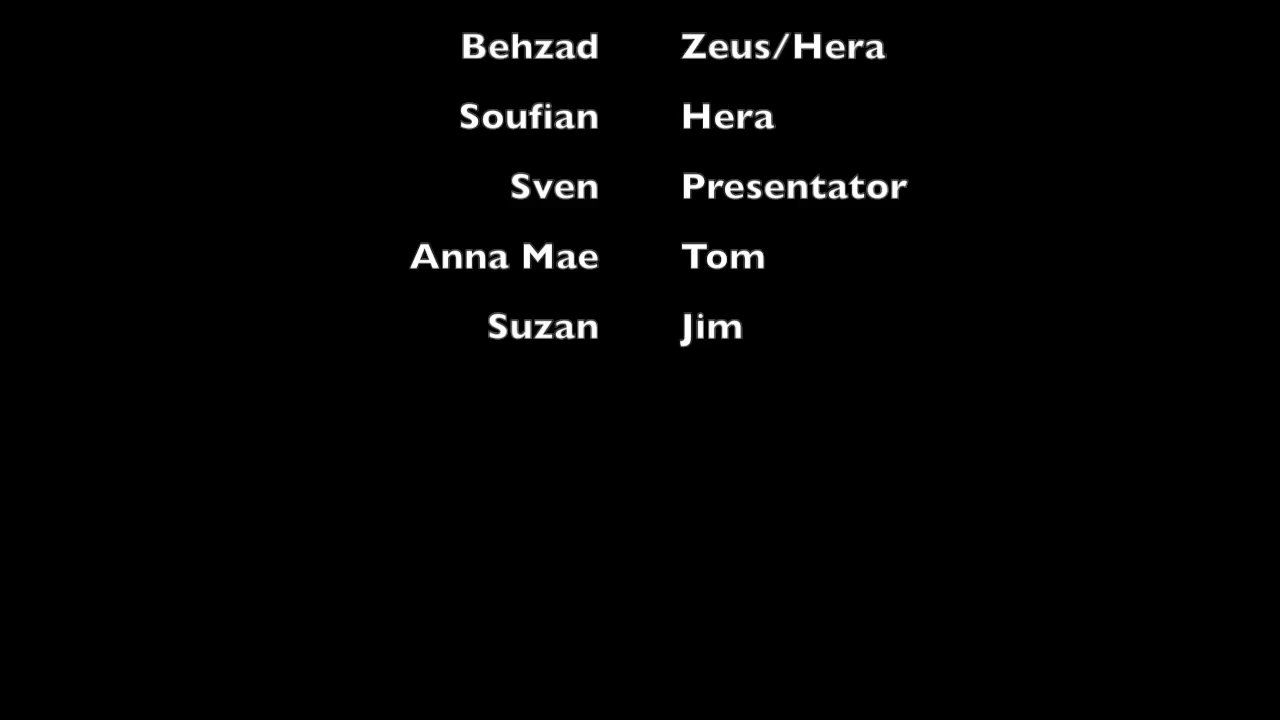 Behzad Zeus/Hera
Soufian Hera
Sven Presentator
Anna Mae Tom
Suzan Jim